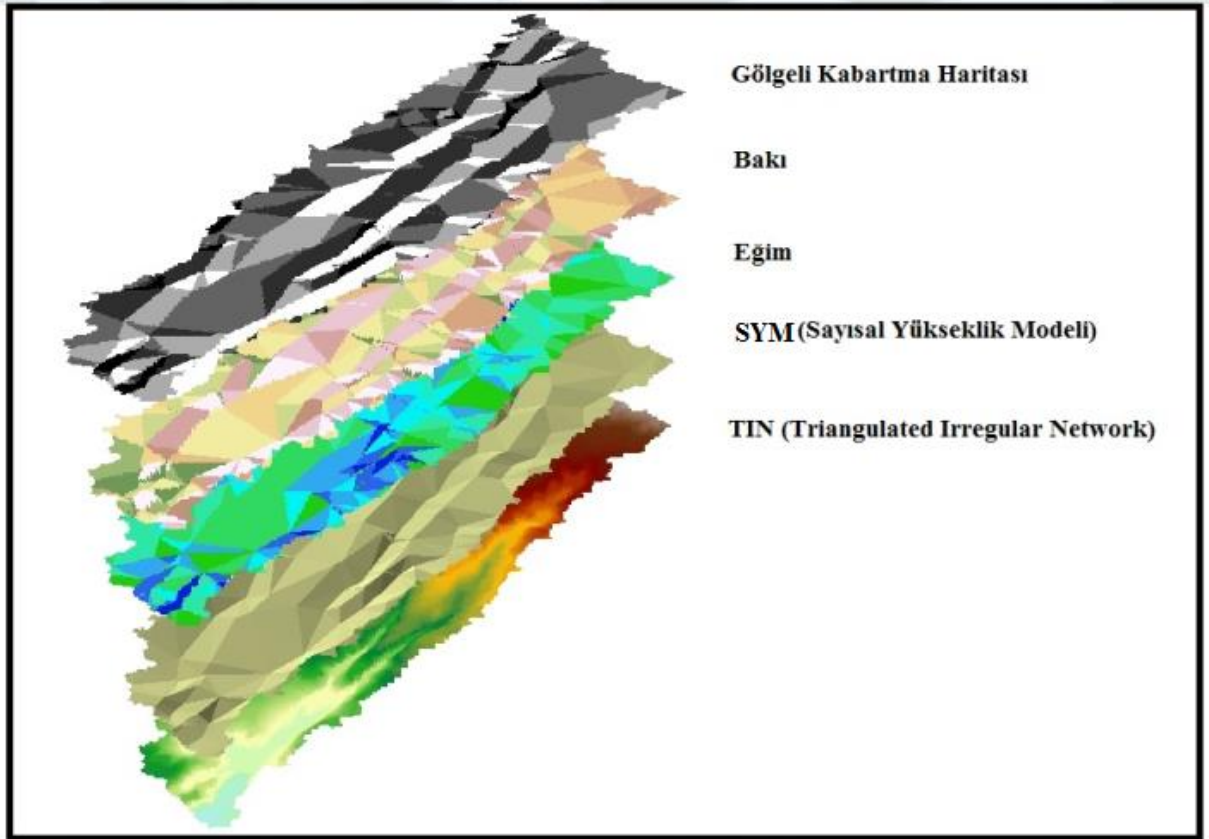 Gölgeli Kabartma Haritası
Bakı
Eğim
SYM (Sayısal Yükseklik Modeli)
TIN (Triangulated Irregular Network)